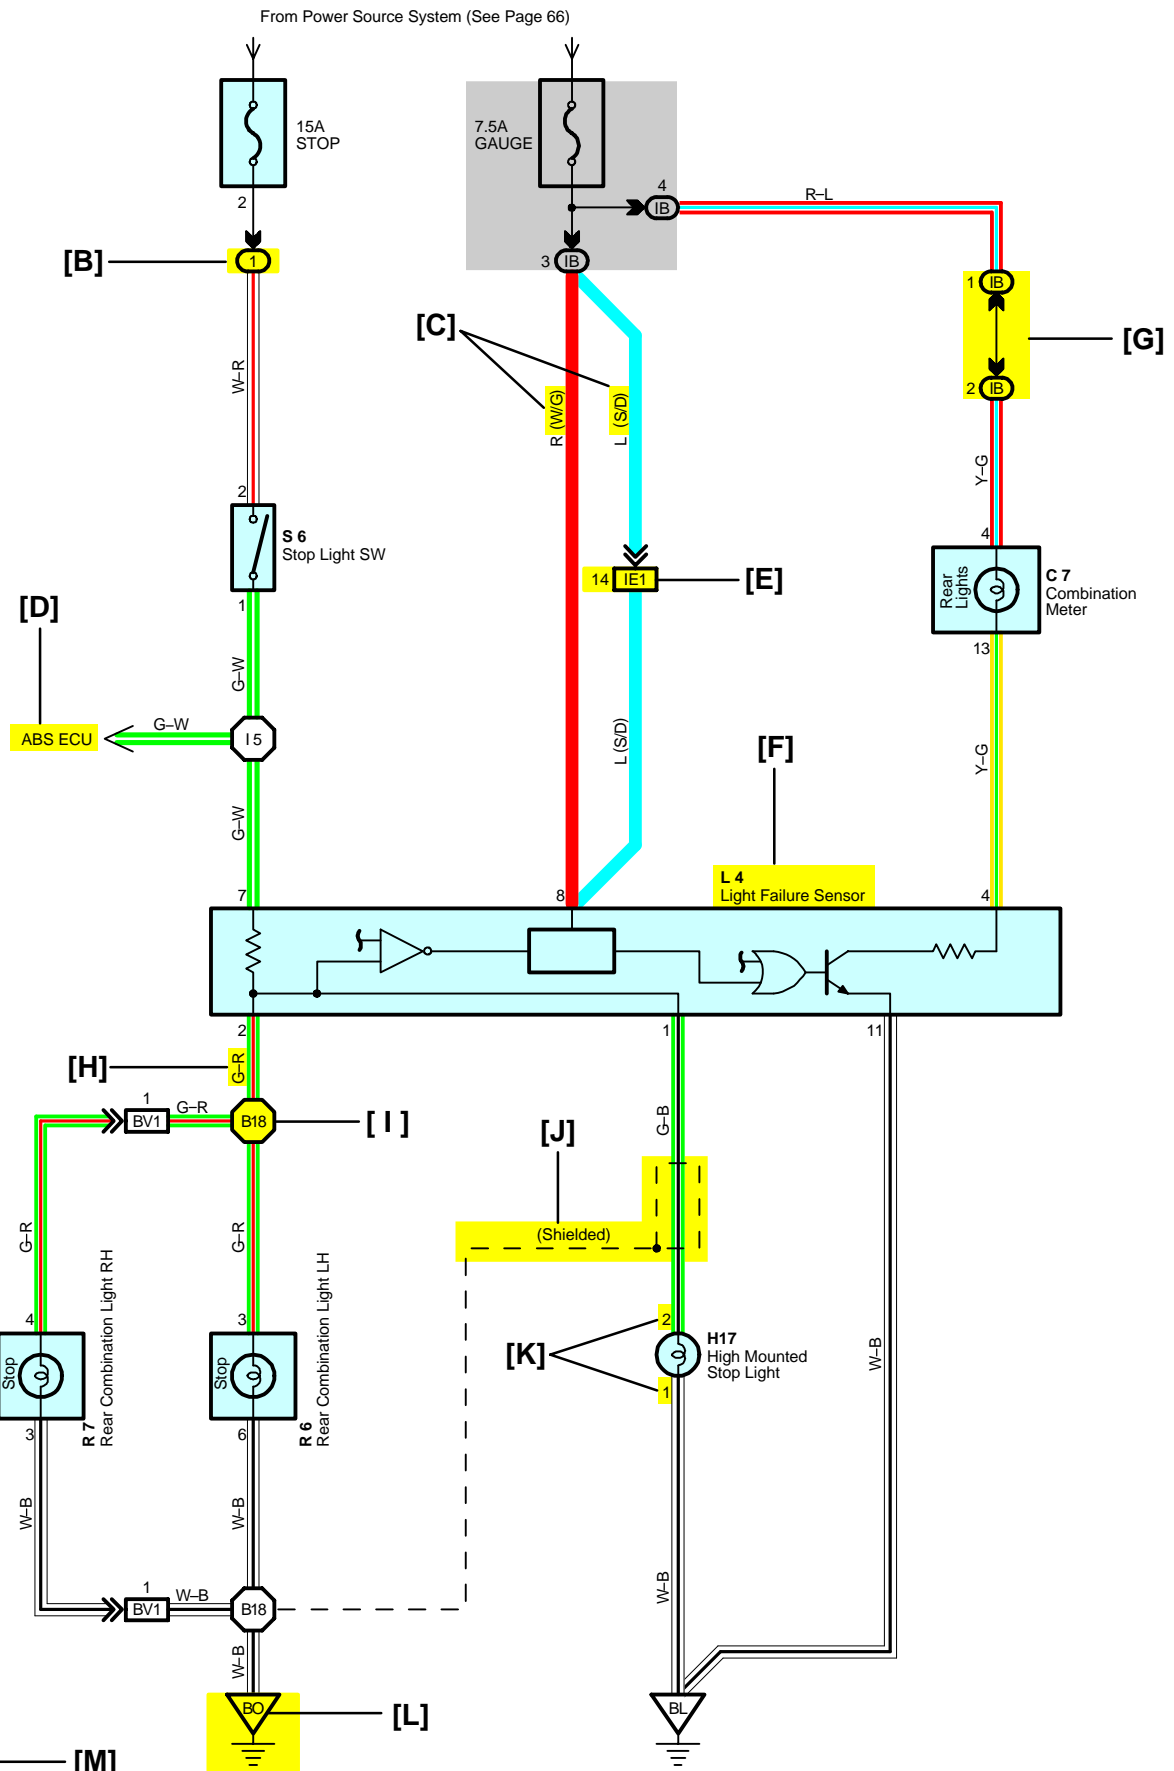 From Power Source System (See Page 66)
15A
STOP
7.5A
GAUGE
2
4
IB
R–L
[B]
1
3
IB
1
IB
[C]
[G]
W–R
R (W/G)
L (S/D)
2
IB
Y–G
2
S 6
Stop Light SW
1
4
Rear
Lights
C 7
Combination
Meter
13
14
IE1
[E]
[D]
G–W
ABS ECU
G–W
I 5
L (S/D)
[F]
Y–G
G–W
7
8
L 4
Light Failure Sensor
4
2
1
11
[H]
G–R
G–B
1
BV1
G–R
B18
[ I ]
[J]
G–R
G–R
(Shielded)
4
Stop
3
R 7
Rear Combination Light RH
3
Stop
6
R 6
Rear Combination Light LH
2
[K]
H17
High Mounted
Stop Light
1
W–B
W–B
W–B
W–B
1
BV1
W–B
B18
W–B
BO
[L]
BL
[M]